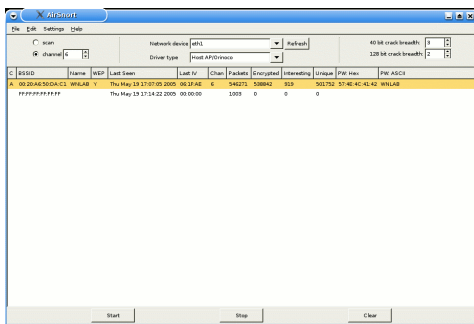 AirSnort
File Edit Settings Help
scan
channel 6
Network device eth1 Refresh
Driver type Host AP/Orinoco
40 bit crack breadth: 3
128 bit crack breadth: 2
C BSSID Name WEP Last Seen Last IV Chan Packets Encrypted Interesting Unique PW: Hex PW: ASCII
A 00:20:A6:50:DA:C1 WNLAB Y Thu May 19 17:07:05 2005 06:1F:AE 6 546271 538842 919 501752 57:4E:4C:41:42 WNLAB
FF:FF:FF:FF:FF:FF Thu May 19 17:14:22 2005 00:00:00 1003 0 0 0
Start Stop Clear